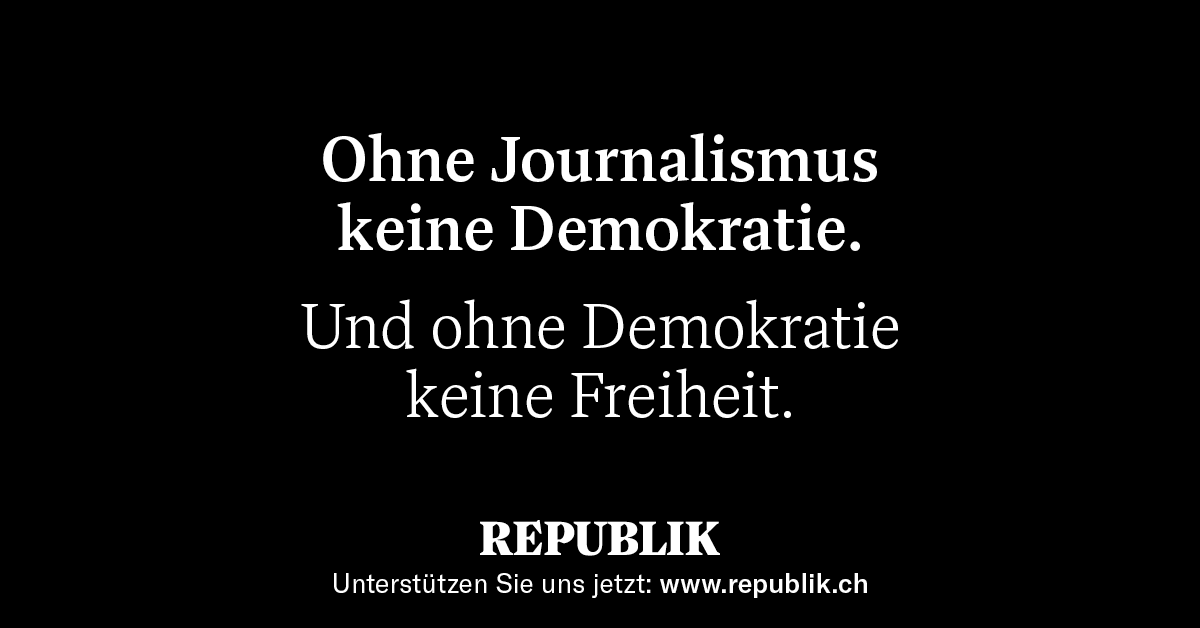 Ohne Journalismus
keine Demokratie.
Und ohne Demokratie
keine Freiheit.
REPUBLIK
Unterstützen Sie uns jetzt: www.republik.ch